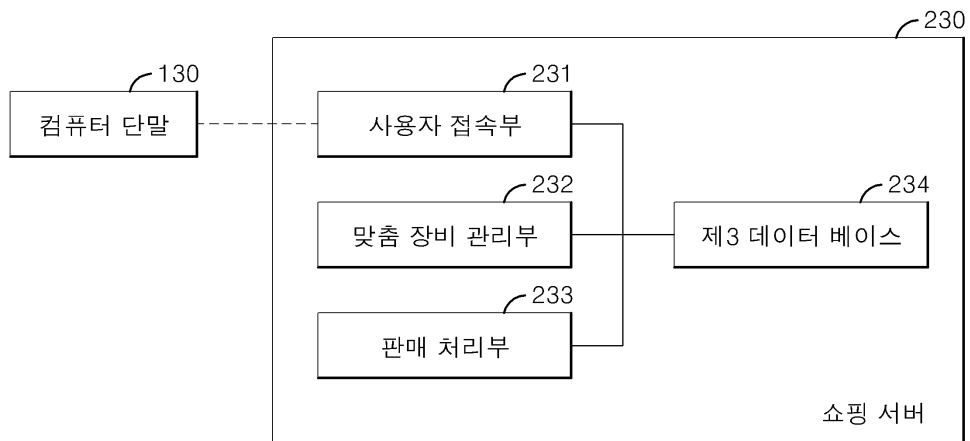 230
130
컴퓨터 단말
231
사용자 접속부
232
맞춤 장비 관리부
234
제3 데이터 베이스
233
판매 처리부
쇼핑 서버